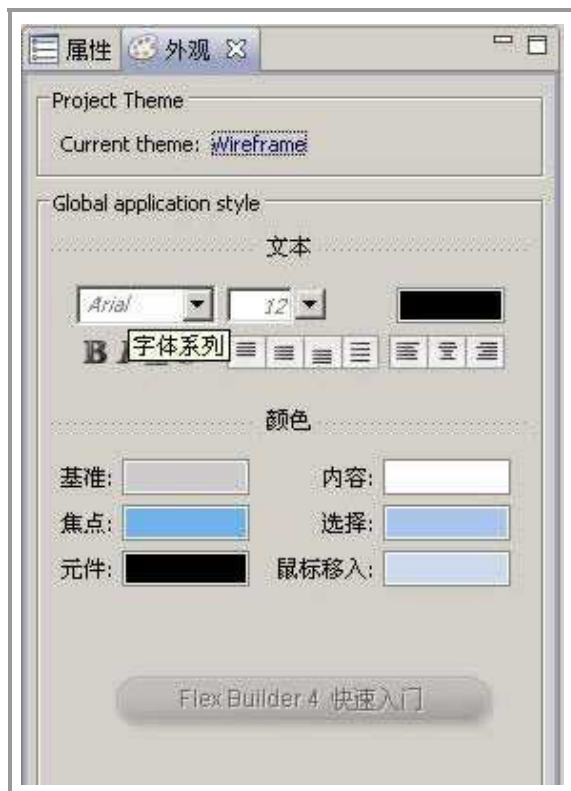 属性 外观
Project Theme
Current theme: Wireframe
Global application style
文本
Arial 12
B 字体系列
颜色
基准: 内容:
焦点: 选择:
元件: 鼠标移入:
Flex Builder 4 快速入门